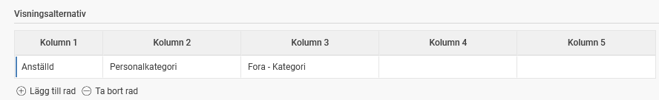 Visningsalternativ
Kolumn 1 Kolumn 2 Kolumn 3 Kolumn 4 Kolumn 5
Anställd Personalkategori Fora - Kategori
Lägg till rad Ta bort rad